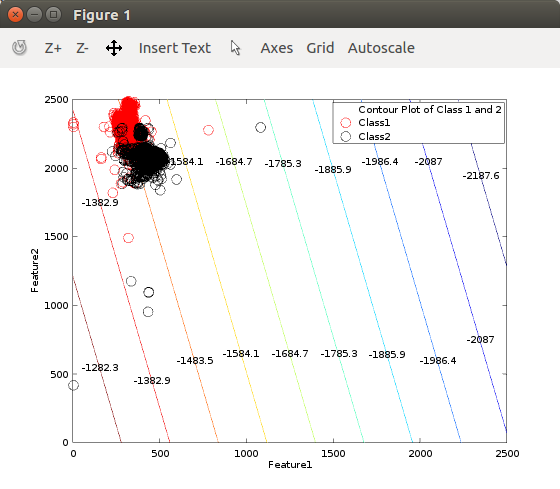 Figure 1
Z+ Z- Insert Text Axes Grid Autoscale
2500
Contour Plot of Class 1 and 2
Class1
Class2
2000
-1584.1 -1684.7 -1785.3 -1885.9 -1986.4 -2087 -2187.6
-1382.9
1500
Feature2
1000
500
-1282.3 -1382.9 -1483.5 -1584.1 -1684.7 -1785.3 -1885.9 -1986.4 -2087
0
0 500 1000 1500 2000 2500
Feature1